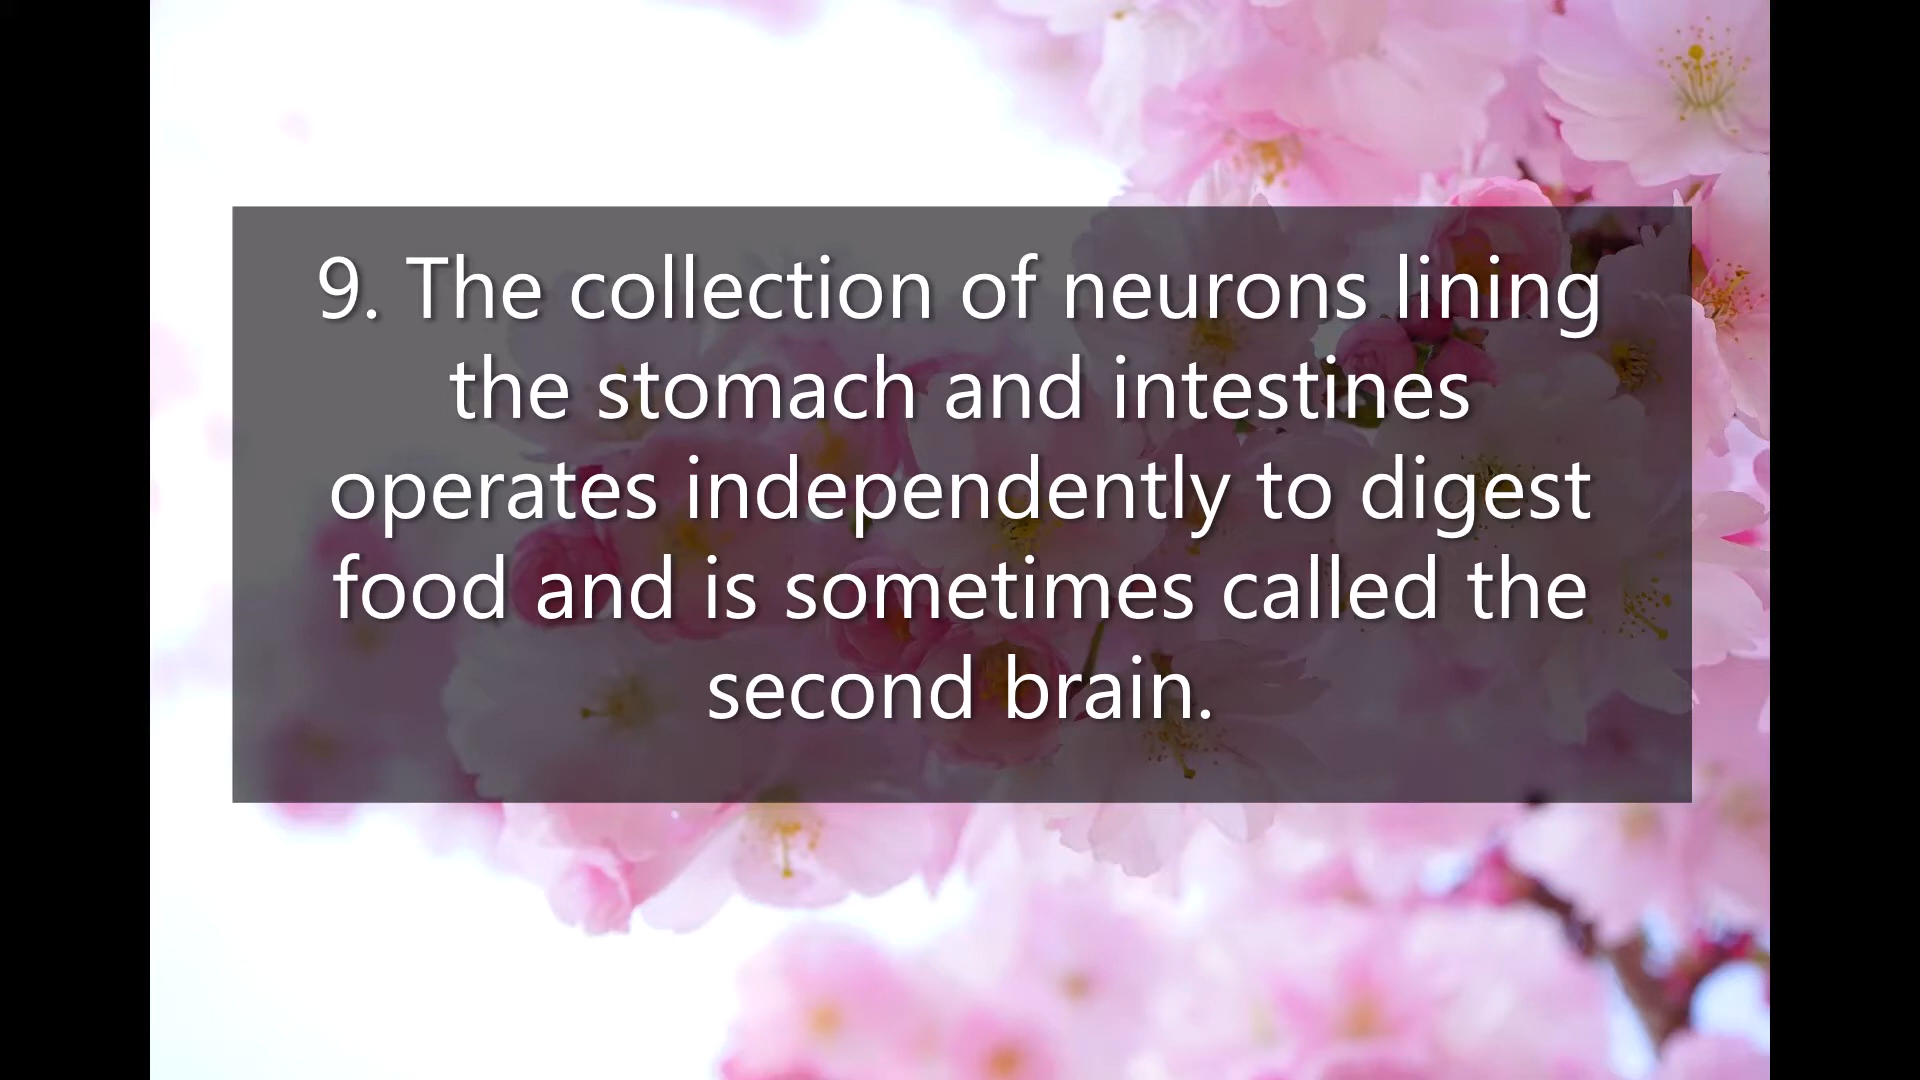 9. The collection of neurons lining
the stomach and intestines
operates independently to digest
food and is sometimes called the
second brain.